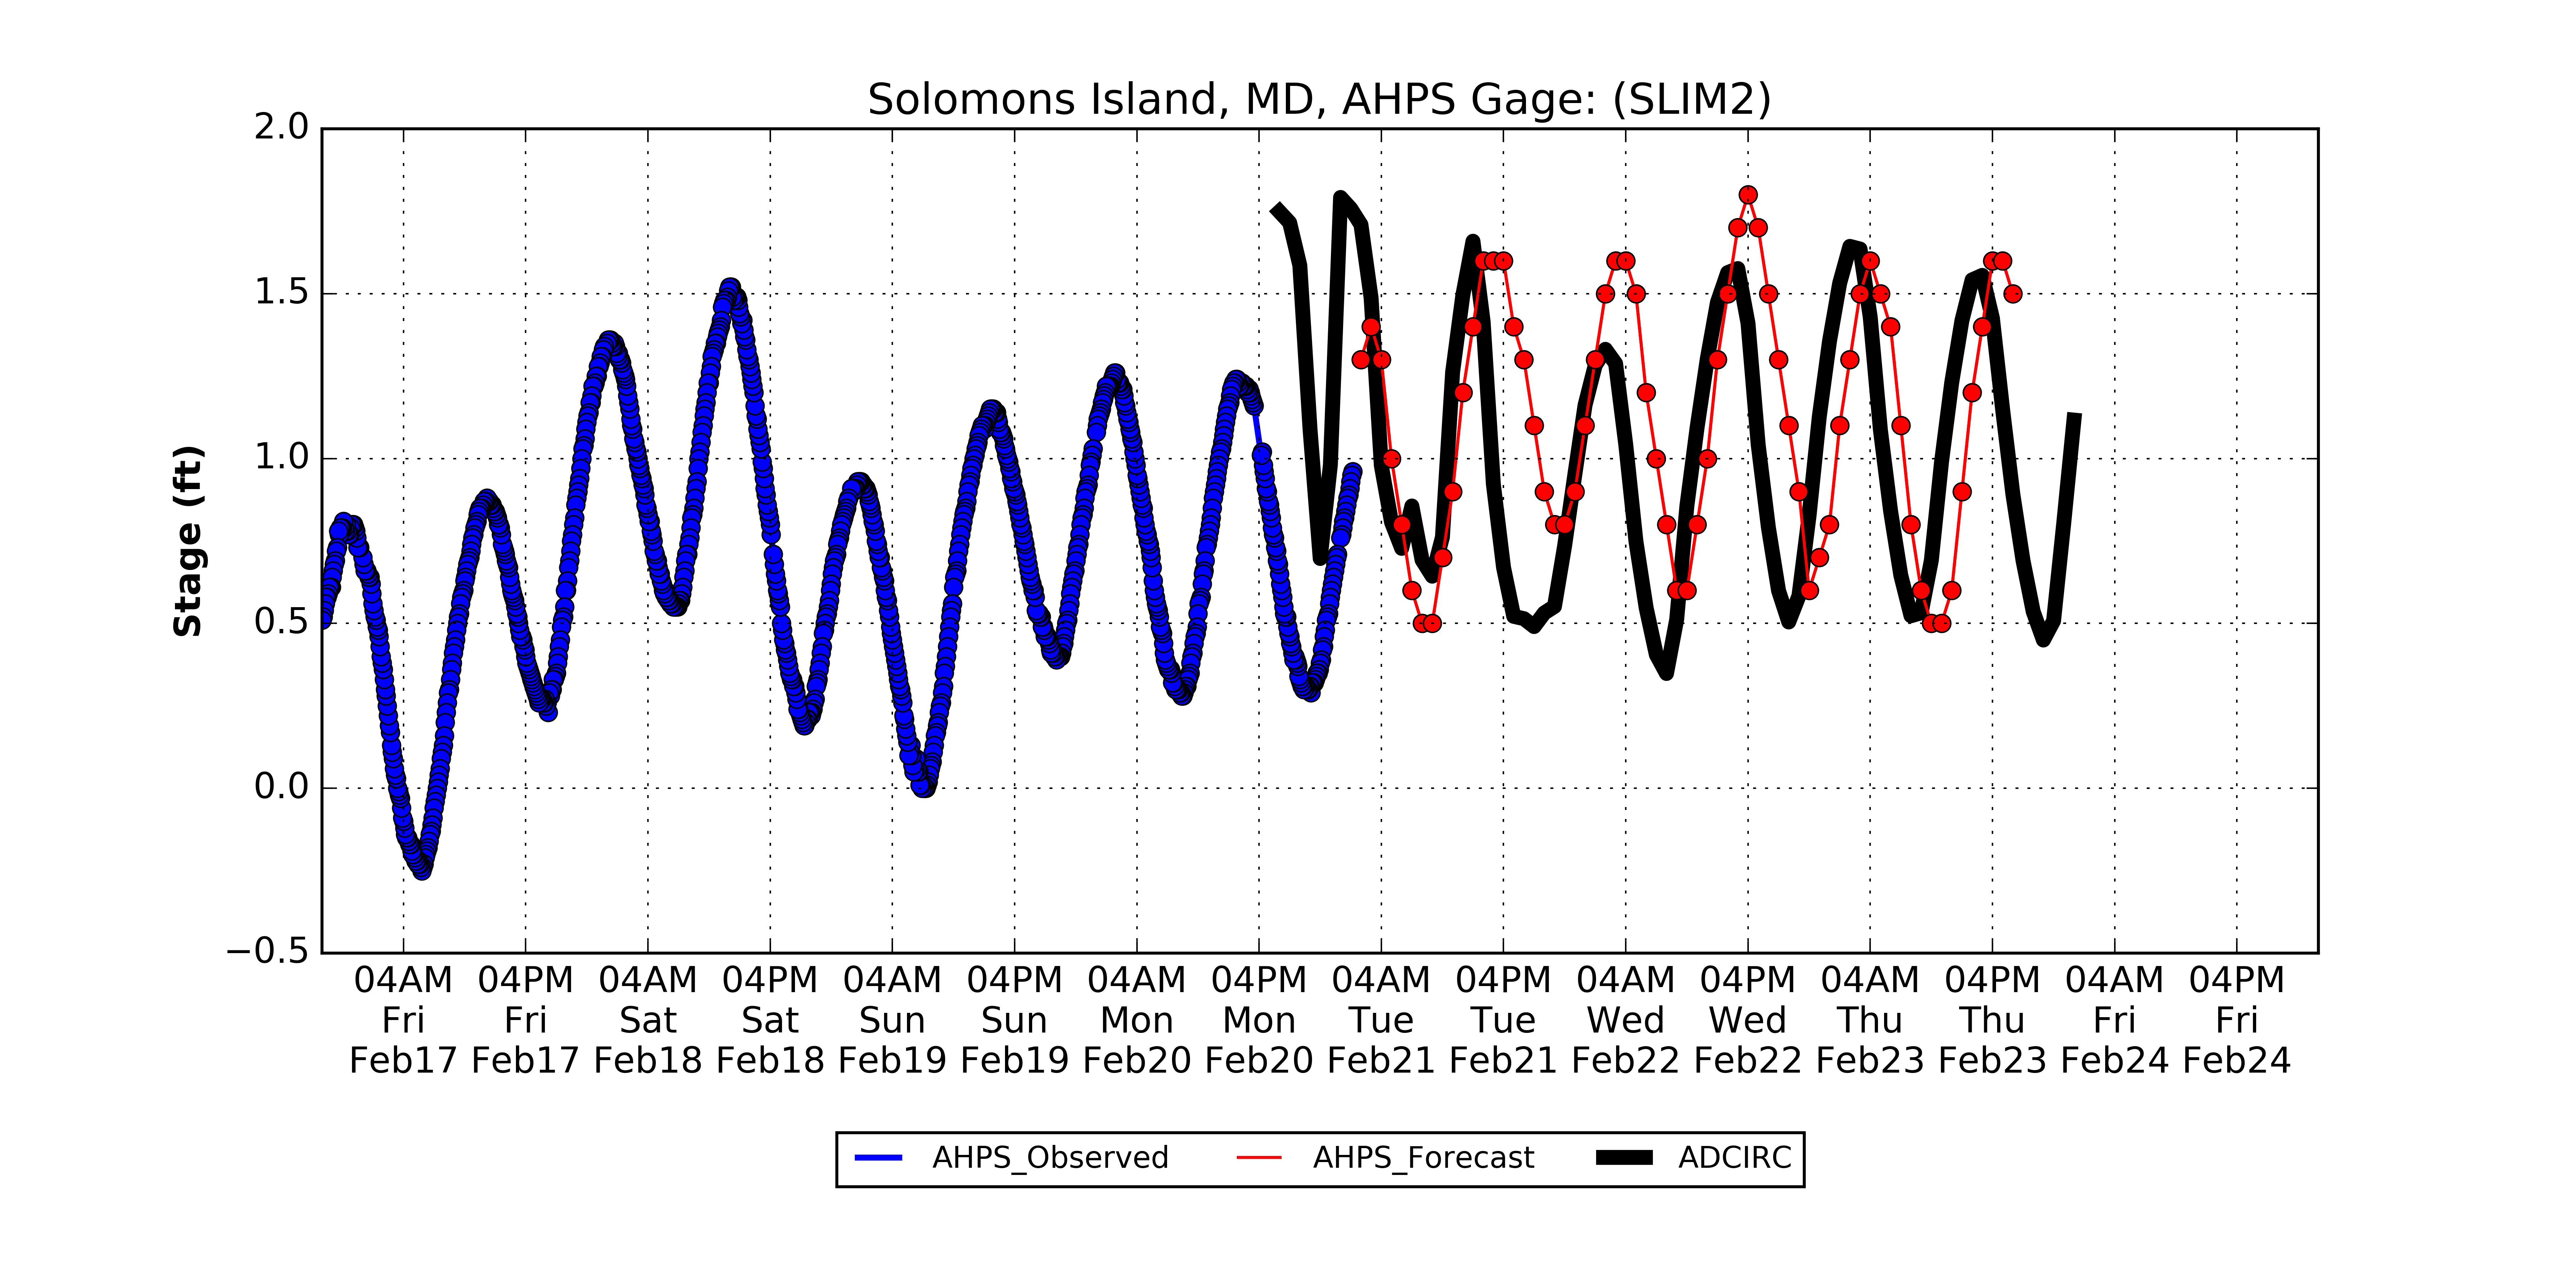 Solomons Island, MD, AHPS Gage: (SLIM2)
2.0
1.5
1.0
0.5
0.0
−0.5
Stage (ft)
04AM 04PM 04AM 04PM 04AM 04PM 04AM 04PM 04AM 04PM 04AM 04PM 04AM 04PM 04AM 04PM
Fri Fri Sat Sat Sun Sun Mon Mon Tue Tue Wed Wed Thu Thu Fri Fri
Feb17 Feb17 Feb18 Feb18 Feb19 Feb19 Feb20 Feb20 Feb21 Feb21 Feb22 Feb22 Feb23 Feb23 Feb24 Feb24
AHPS_Observed AHPS_Forecast ADCIRC